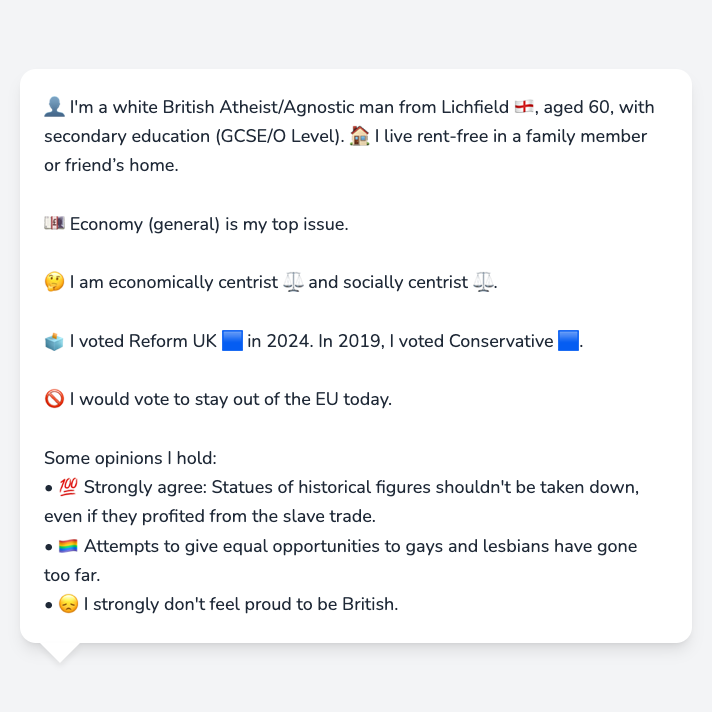 👤 I'm a white British Atheist/Agnostic man from Lichfield 🏴󠁧󠁢󠁥󠁮󠁧󠁿, aged 60, with
secondary education (GCSE/O Level). 🏠 I live rent-free in a family member
or friend’s home.
💷 Economy (general) is my top issue.
🤔 I am economically centrist ⚖️ and socially centrist ⚖️.
🗳️ I voted Reform UK 🟦 in 2024. In 2019, I voted Conservative 🟦.
🚫 I would vote to stay out of the EU today.
Some opinions I hold:
• 💯 Strongly agree: Statues of historical figures shouldn't be taken down,
even if they profited from the slave trade.
• 🏳️‍🌈 Attempts to give equal opportunities to gays and lesbians have gone
too far.
• 😞 I strongly don't feel proud to be British.